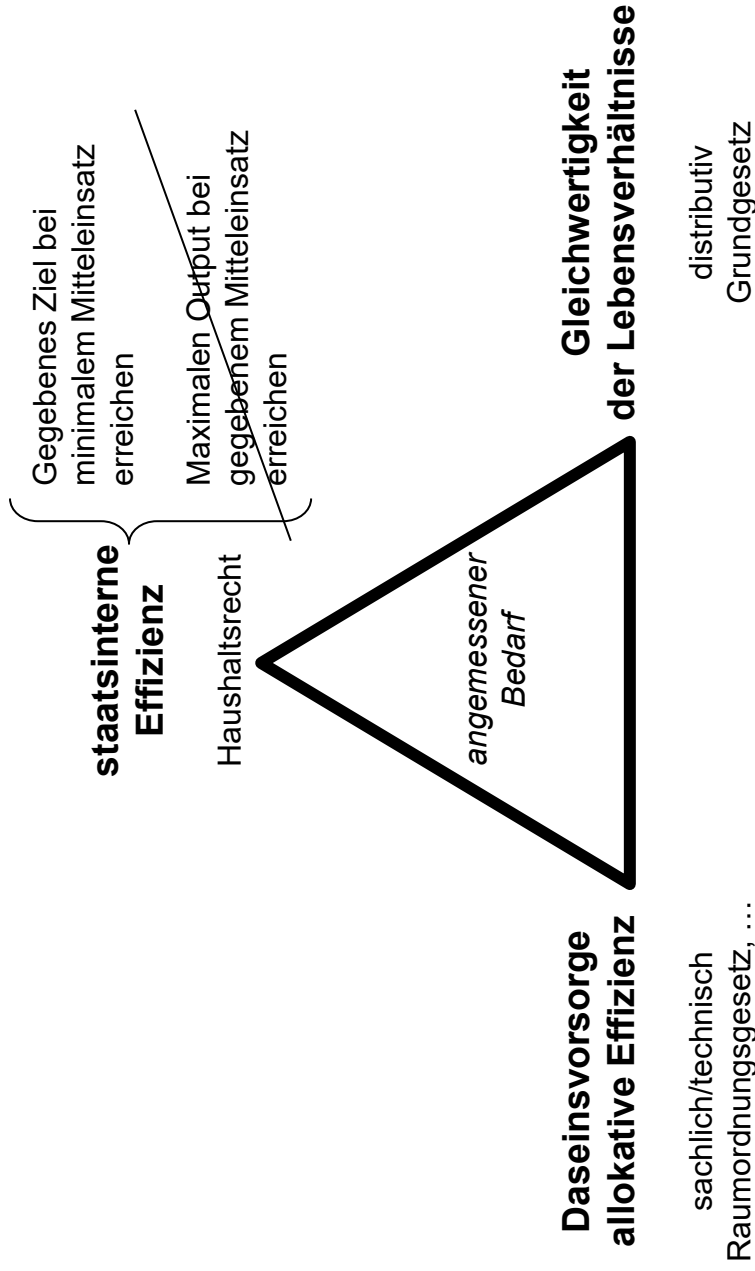 staatsinterne
Effizienz
Haushaltsrecht
Gegebenes Ziel bei
minimalem Mitteleinsatz
erreichen
Maximalen Output bei
gegebenem Mitteleinsatz
erreichen
angemessener
Bedarf
Daseinsvorsorge
allokative Effizienz
sachlich/technisch
Raumordnungsgesetz, …
Gleichwertigkeit
der Lebensverhältnisse
distributiv
Grundgesetz